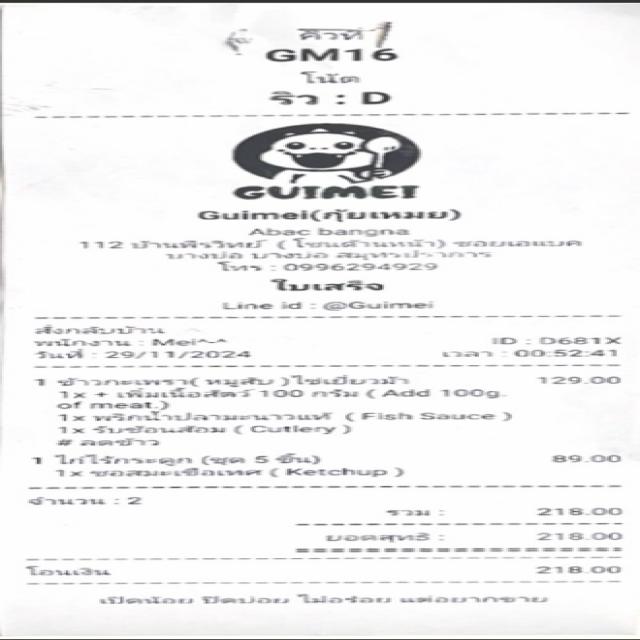 คิวที่ 1
GM16
โน้ต
ริว : D
GUIMEI
Guimei(กุ้ยเหมย)
Abac bangna
112 บ้านพิรวิทย์ ( โซนด้านหน้า) ซอยเอแบค
บางบ่อ บางบ่อ สมุทรปราการ
โทร : 0996294929
ใบเสร็จ
Line id : @Guimei
สั่งกลับบ้าน
พนักงาน : Mei^^ ID : D681X
วันที่ : 29/11/2024 เวลา : 00:52:41
1 ข้าวกะเพรา( หมูสับ )ไข่เยี่ยวม้า 129.00
1x + เพิ่มเนื้อสัตว์ 100 กรัม ( Add 100g.
of meat.)
1x พริกน้ำปลามะนาวแท้ ( Fish Sauce )
1x รับช้อนส้อม ( Cutlery )
# ลดข้าว
1 ไก่ไร้กระดูก (ชุด 5 ชิ้น) 89.00
1x ซอสมะเขือเทศ ( Ketchup )
จำนวน : 2
รวม : 218.00
ยอดสุทธิ : 218.00
โอนเงิน 218.00
เปิดน้อย ปิดบ่อย ไม่อร่อย แต่อยากขาย